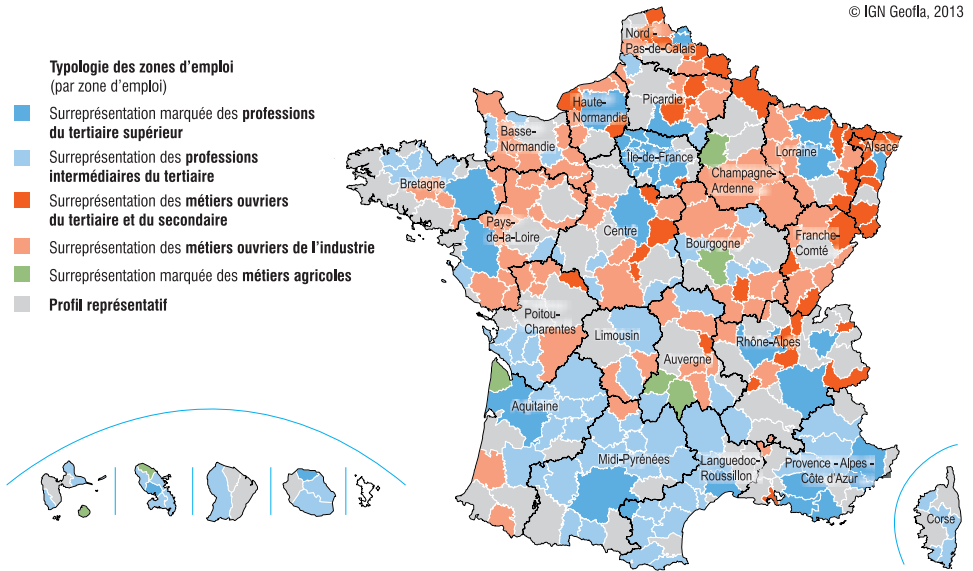 © IGN Geofla, 2013
Typologie des zones d'emploi
(par zone d'emploi)
Surreprésentation marquée des professions
du tertiaire supérieur
Surreprésentation des professions
intermédiaires du tertiaire
Surreprésentation des métiers ouvriers
du tertiaire et du secondaire
Surreprésentation des métiers ouvriers de l'industrie
Surreprésentation marquée des métiers agricoles
Profil représentatif
Nord -
Pas-de-Calais
Picardie
Haute-
Normandie
Basse-
Normandie
Île-de-France
Lorraine
Alsace
Champagne-
Ardenne
Bretagne
Pays-
de-la-Loire
Centre
Bourgogne
Franche-
Comté
Poitou-
Charentes
Limousin
Auvergne
Rhône-Alpes
Aquitaine
Midi-Pyrénées
Languedoc-
Roussillon
Provence - Alpes -
Côte d'Azur
Corse